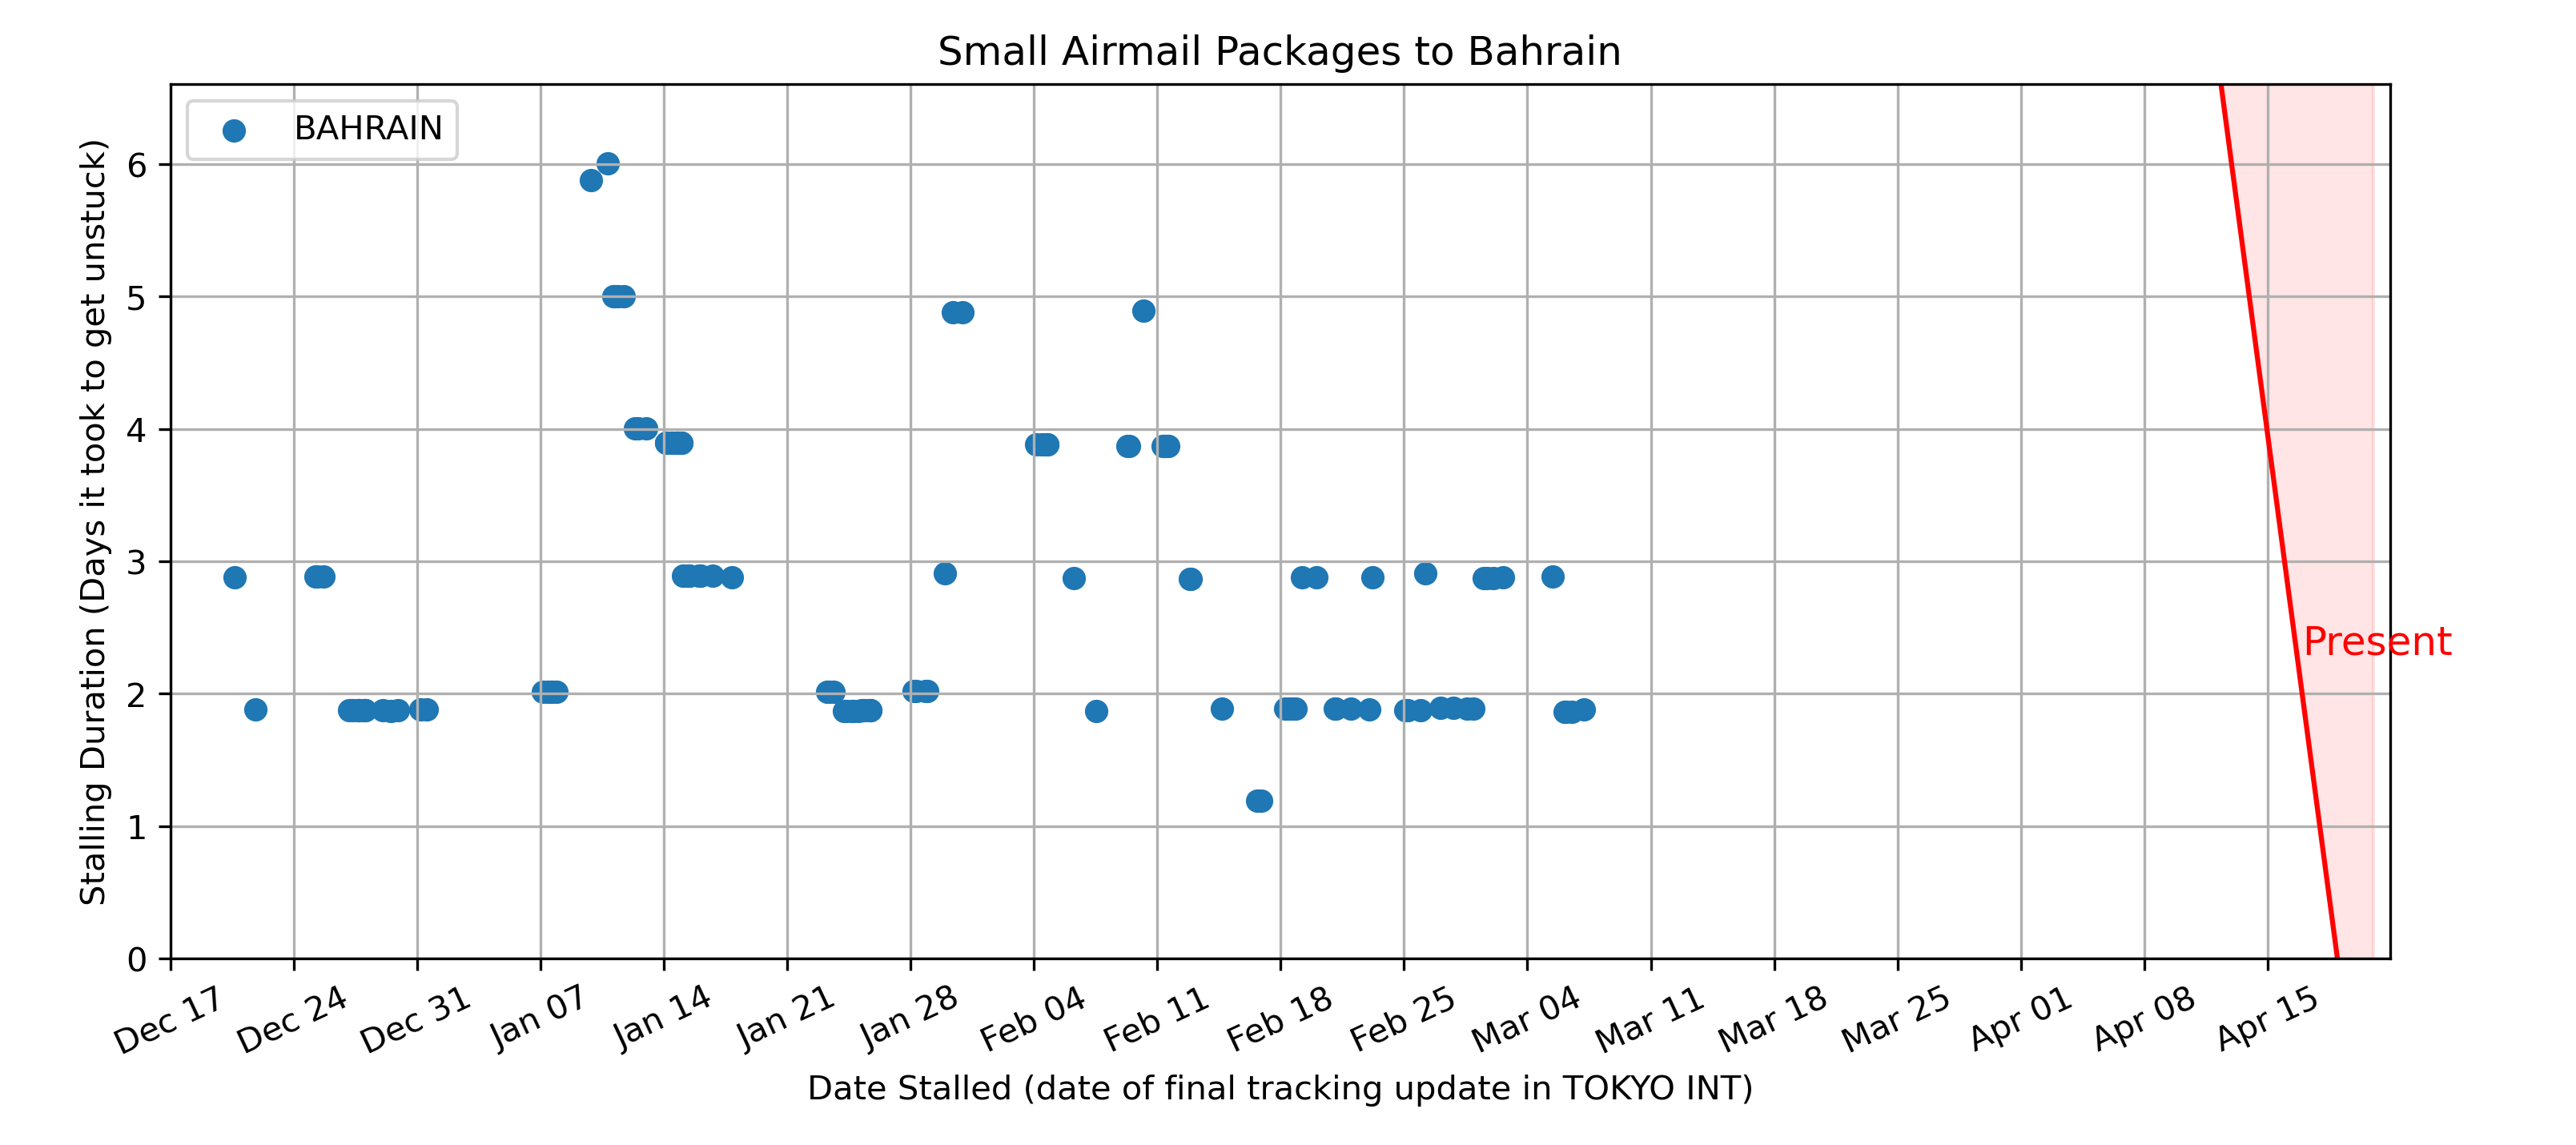 Small Airmail Packages to Bahrain
BAHRAIN
Stalling Duration (Days it took to get unstuck)
6
5
4
3
2
1
0
Present
Dec 17
Dec 24
Dec 31
Jan 07
Jan 14
Jan 21
Jan 28
Feb 04
Feb 11
Feb 18
Feb 25
Mar 04
Mar 11
Mar 18
Mar 25
Apr 01
Apr 08
Apr 15
Date Stalled (date of final tracking update in TOKYO INT)